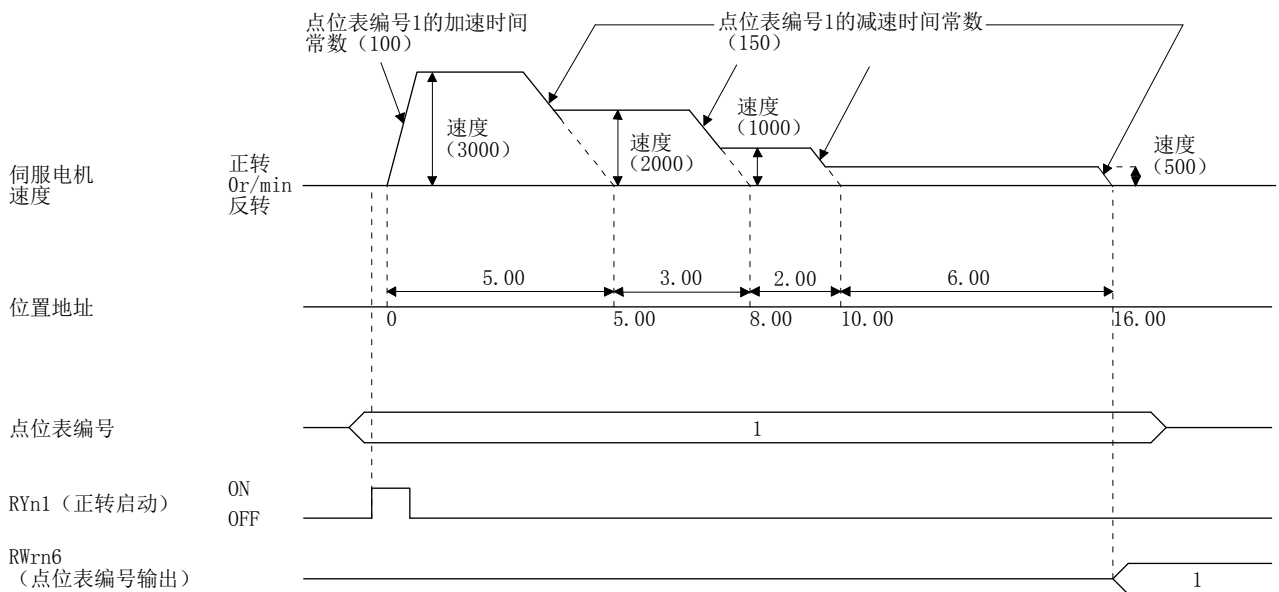 点位表编号1的加速时间
常数（100）
点位表编号1的减速时间常数
（150）
速度
（3000）
速度
（2000）
速度
（1000）
速度
（500）
伺服电机
速度
正转
0r/min
反转
5.00
3.00
2.00
6.00
位置地址
0
5.00
8.00
10.00
16.00
点位表编号
1
RYn1（正转启动）
ON
OFF
RWrn6
（点位表编号输出）
1